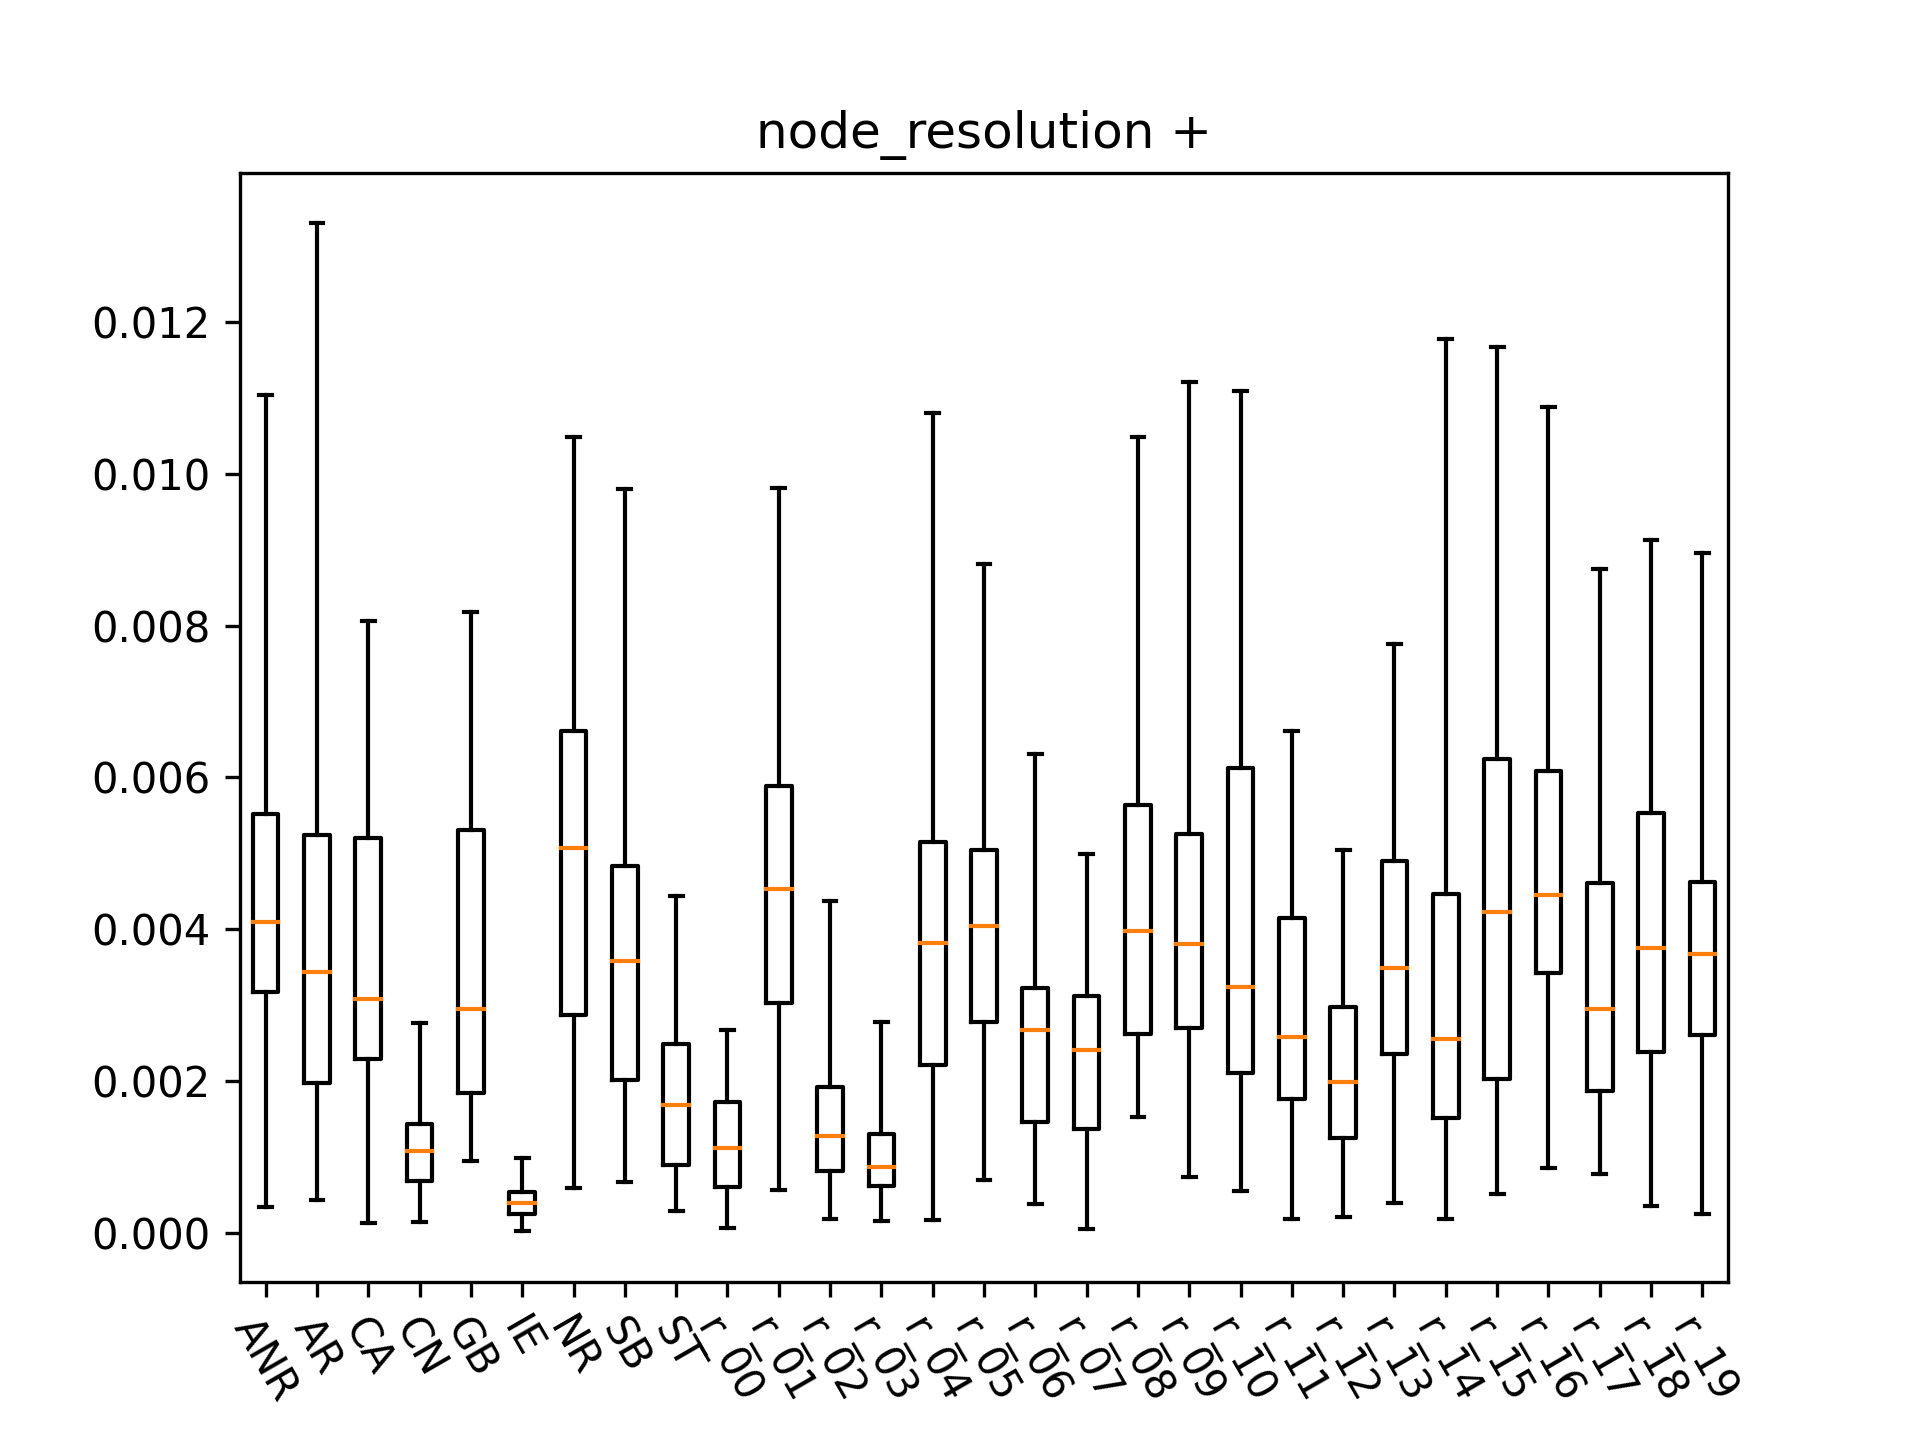 node_resolution +
0.012
0.010
0.008
0.006
0.004
0.002
0.000
ANR
AR
CA
CN
GB
IE
NR
SB
ST
r_00
r_01
r_02
r_03
r_04
r_05
r_06
r_07
r_08
r_09
r_10
r_11
r_12
r_13
r_14
r_15
r_16
r_17
r_18
r_19